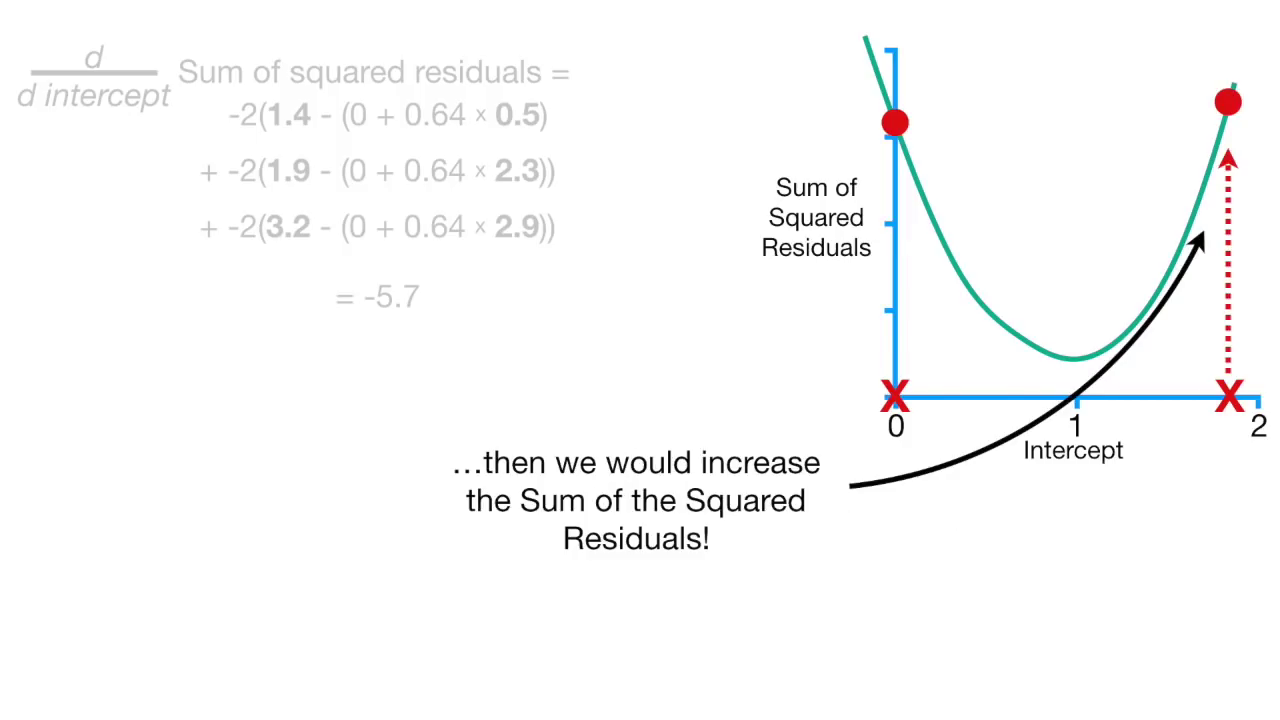 d
d intercept
Sum of squared residuals =
-2(1.4 - (0 + 0.64 x 0.5)
+ -2(1.9 - (0 + 0.64 x 2.3))
+ -2(3.2 - (0 + 0.64 x 2.9))
= -5.7
Sum of
Squared
Residuals
X X
0 1 2
Intercept
…then we would increase
the Sum of the Squared
Residuals!